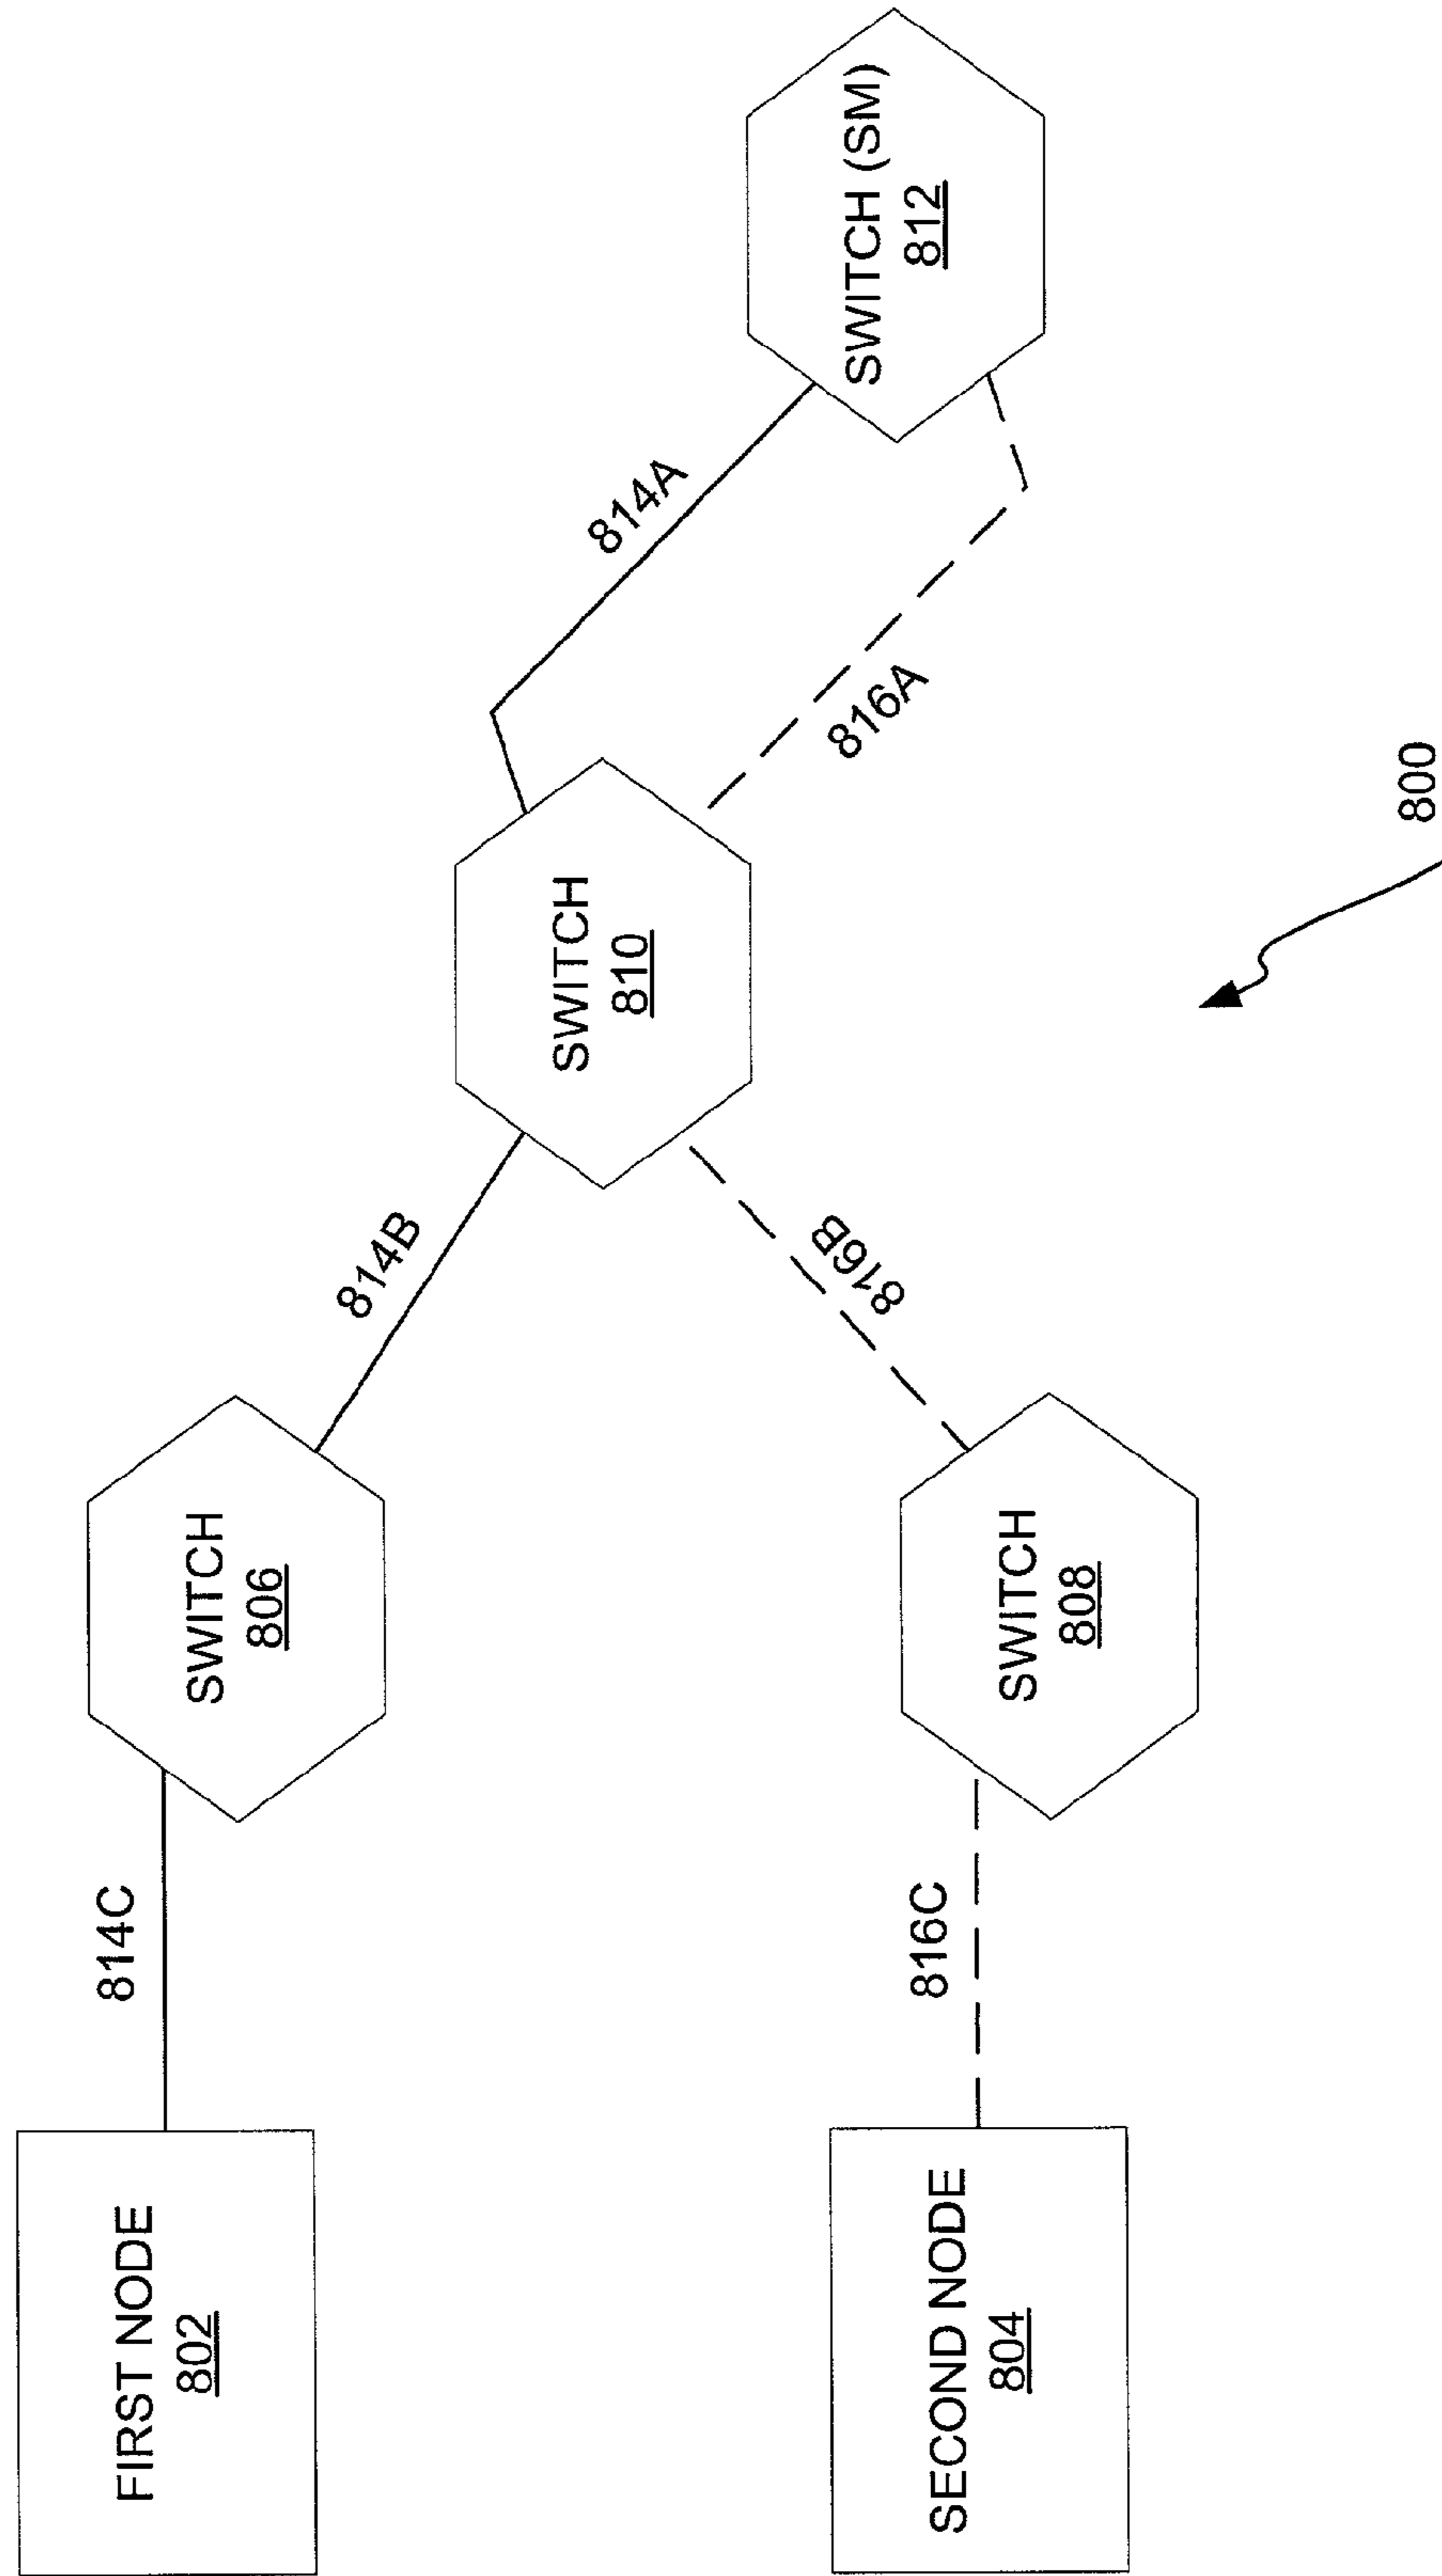 FIRST NODE
802
814C
SWITCH
806
814B
SWITCH
810
814A
816A
SWITCH (SM)
812
SECOND NODE
804
816C
SWITCH
808
816B
800